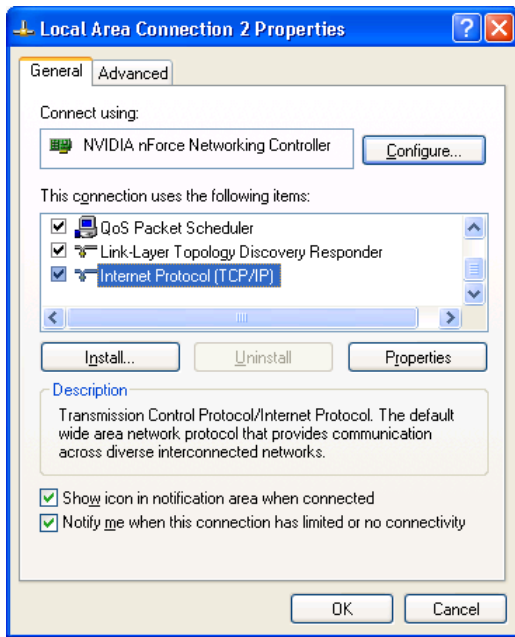 Local Area Connection 2 Properties
General Advanced
Connect using:
NVIDIA nForce Networking Controller Configure...
This connection uses the following items:
QoS Packet Scheduler
Link-Layer Topology Discovery Responder
Internet Protocol (TCP/IP)
Install... Uninstall Properties
Description
Transmission Control Protocol/Internet Protocol. The default
wide area network protocol that provides communication
across diverse interconnected networks.
Show icon in notification area when connected
Notify me when this connection has limited or no connectivity
OK Cancel